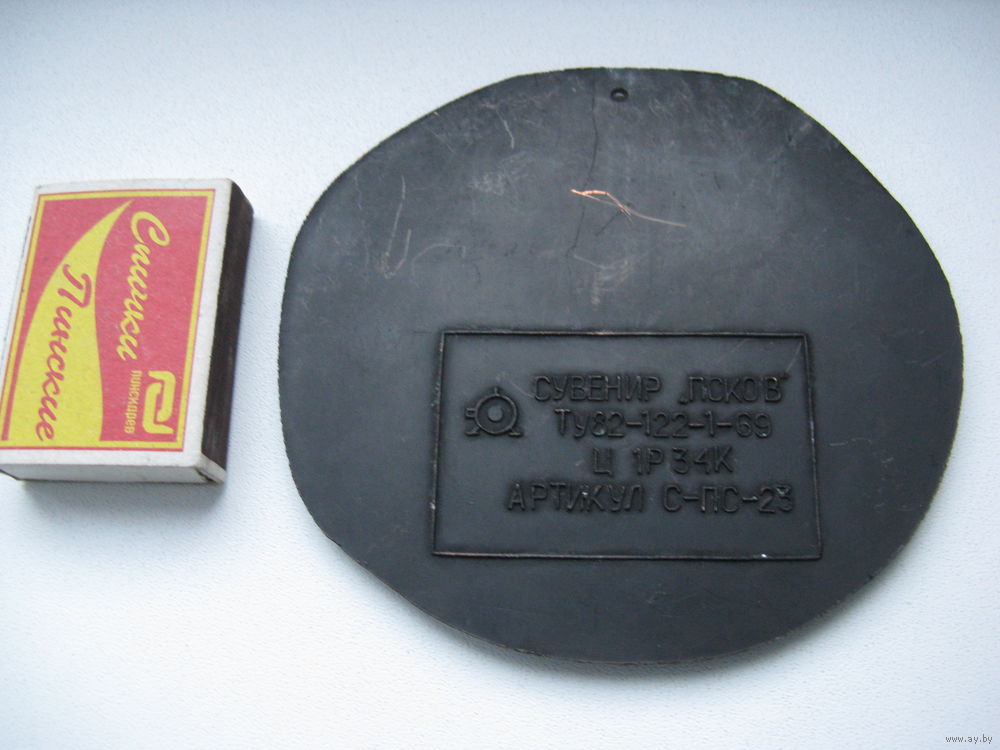 Спички
Пинские
пинскдрев
СУВЕНИР „ПСКОВ"
ТУ82-122-1-69
Ц 1Р 34К
АРТИКУЛ С-ПС-23
www.ay.by